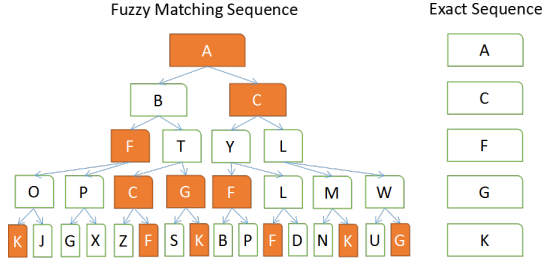 Fuzzy Matching Sequence Exact Sequence
A A
B C C
F T Y L F
O P C G F L M W G
K J G X Z F S K B P F D N K U G K